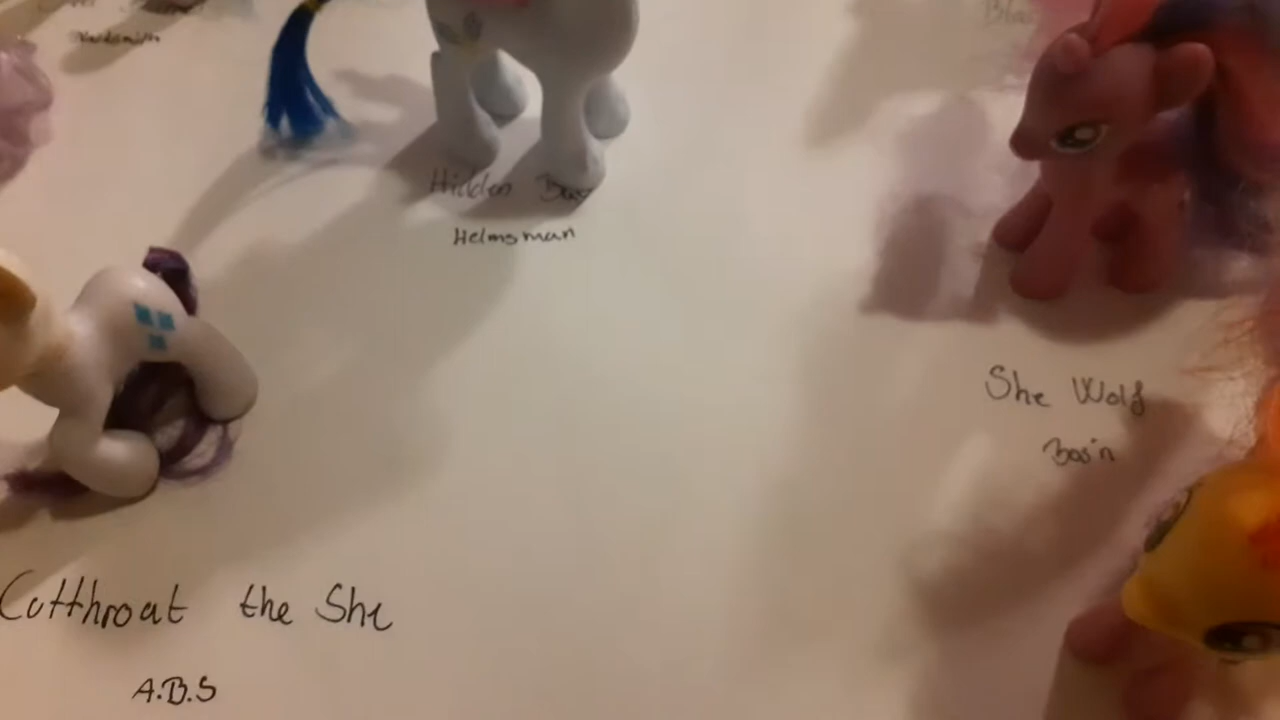 Hidden
Helmsman
She Wolf
Bos'n
Cutthroat the She
A.B.S